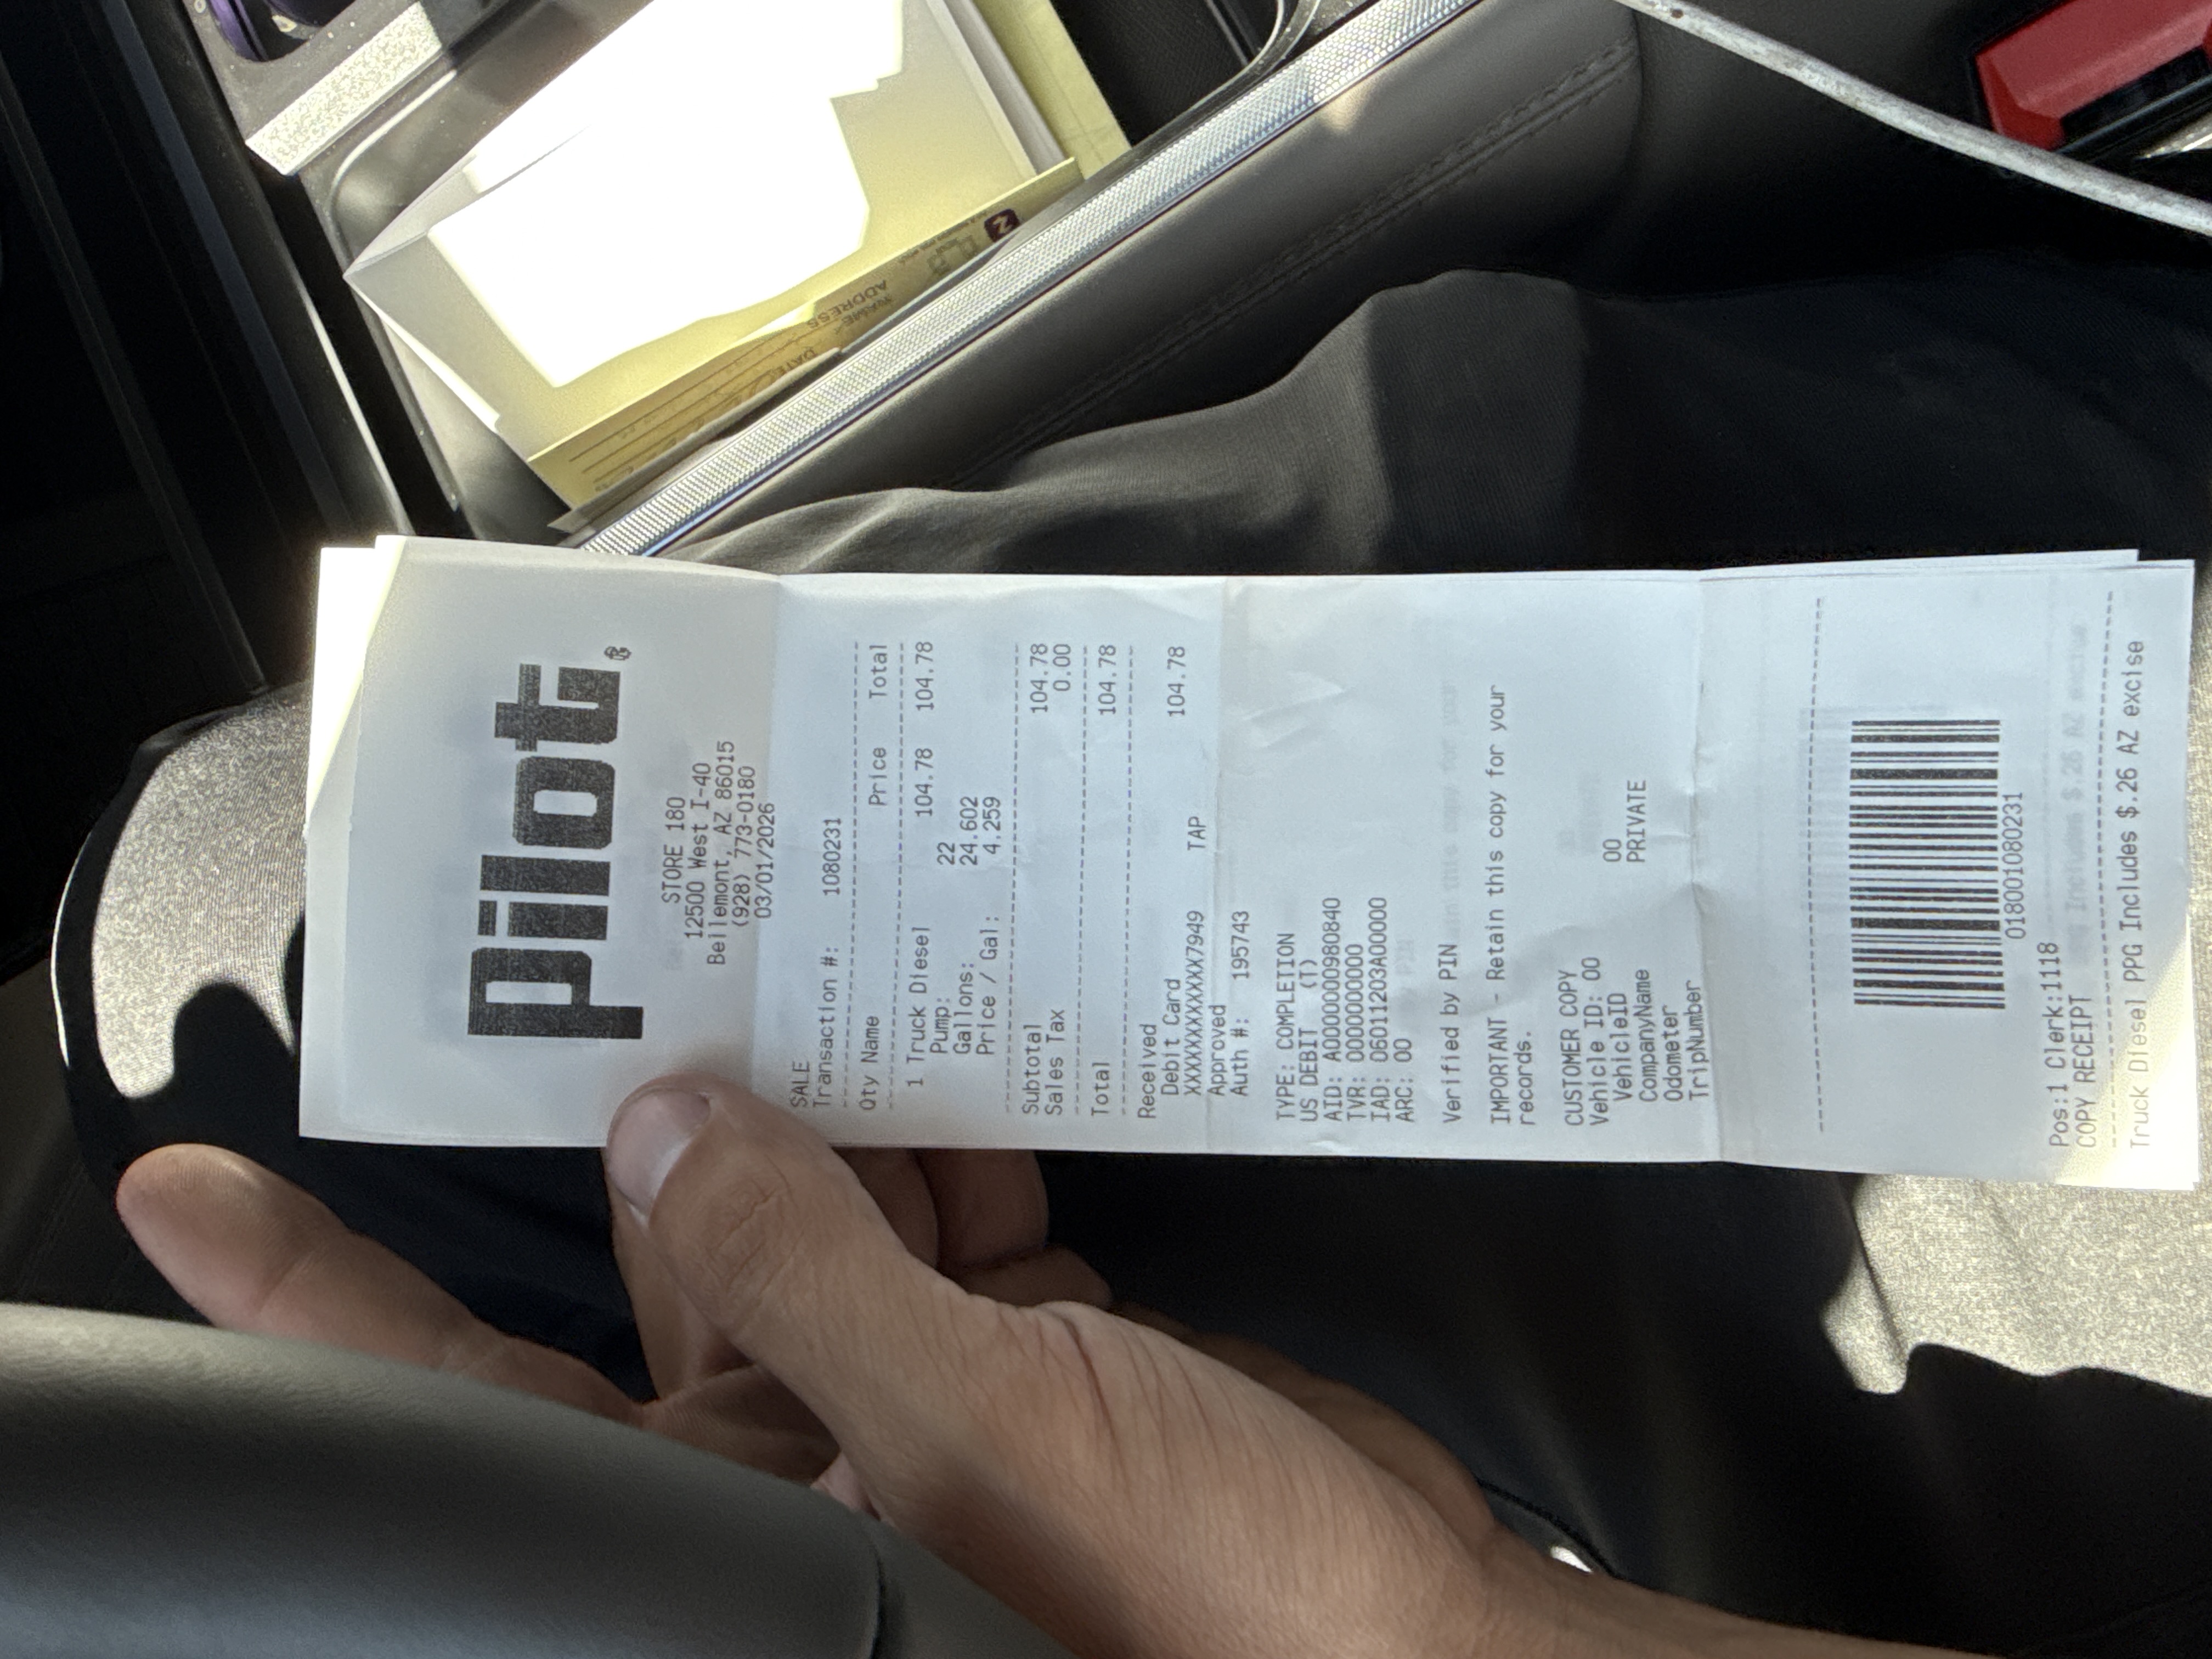 pilot®
STORE 180
12500 West I-40
Bellemont, AZ 86015
(928) 773-0180
03/01/2026
SALE
Transaction #: 1080231
Qty Name Price Total
1 Truck Diesel 104.78 104.78
Pump: 22
Gallons: 24.602
Price / Gal: 4.259
Subtotal 104.78
Sales Tax 0.00
Total 104.78
Received
Debit Card 104.78
XXXXXXXXXXXX7949 TAP
Approved
Auth #: 195743
TYPE: COMPLETION
US DEBIT (T)
AID: A0000000980840
TVR: 0000000000
IAD: 06011203A00000
ARC: 00
Verified by PIN
IMPORTANT - Retain this copy for your
records.
CUSTOMER COPY
Vehicle ID: 00
VehicleID 00
CompanyName PRIVATE
Odometer
TripNumber
018001080231
Pos:1 Clerk:1118
COPY RECEIPT
Truck Diesel PPG Includes $.26 AZ excise
NAME
ADDRESS
DATE